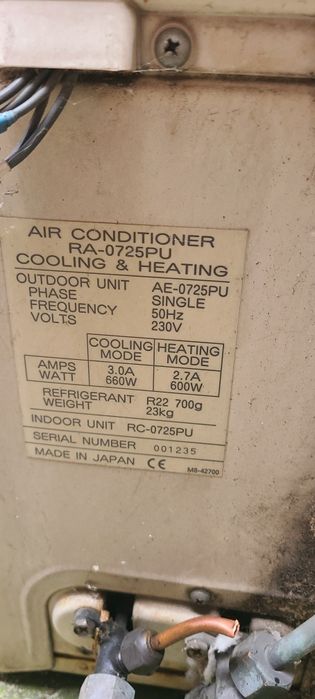 AIR CONDITIONER
RA-0725PU
COOLING & HEATING
OUTDOOR UNIT AE-0725PU
PHASE SINGLE
FREQUENCY 50Hz
VOLTS 230V
COOLING MODE HEATING MODE
AMPS 3.0A 2.7A
WATT 660W 600W
REFRIGERANT R22 700g
WEIGHT 23kg
INDOOR UNIT RC-0725PU
SERIAL NUMBER 001235
MADE IN JAPAN CE M8-42700